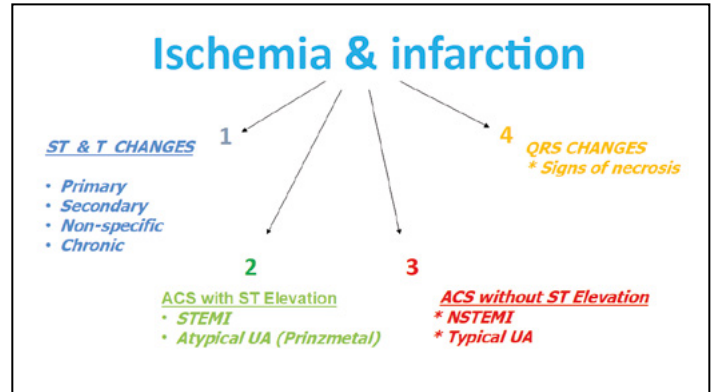 Ischemia & infarction
1
ST & T CHANGES
• Primary
• Secondary
• Non-specific
• Chronic
2
ACS with ST Elevation
• STEMI
• Atypical UA (Prinzmetal)
3
ACS without ST Elevation
* NSTEMI
* Typical UA
4
QRS CHANGES
* Signs of necrosis